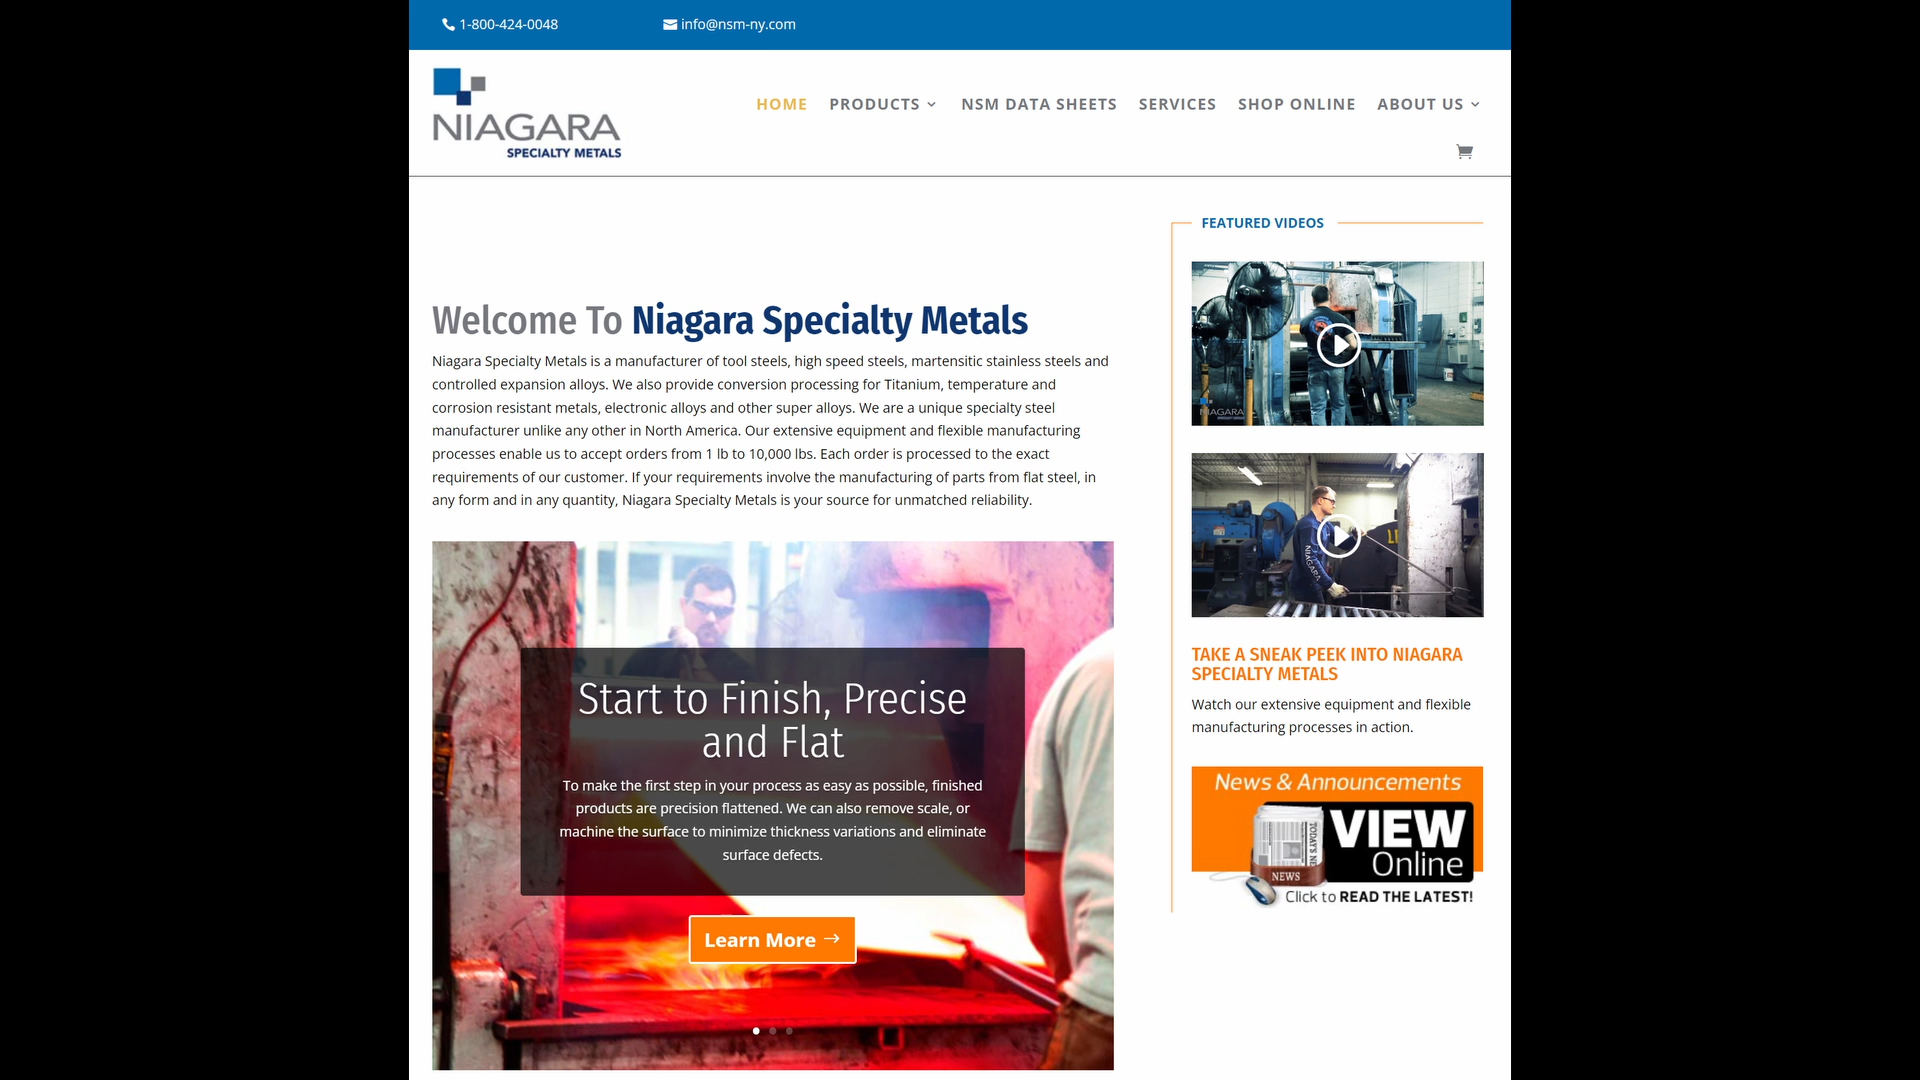 1-800-424-0048
info@nsm-ny.com
NIAGARA
SPECIALTY METALS
HOME
PRODUCTS
NSM DATA SHEETS
SERVICES
SHOP ONLINE
ABOUT US
Welcome To Niagara Specialty Metals
Niagara Specialty Metals is a manufacturer of tool steels, high speed steels, martensitic stainless steels and
controlled expansion alloys. We also provide conversion processing for Titanium, temperature and
corrosion resistant metals, electronic alloys and other super alloys. We are a unique specialty steel
manufacturer unlike any other in North America. Our extensive equipment and flexible manufacturing
processes enable us to accept orders from 1 lb to 10,000 lbs. Each order is processed to the exact
requirements of our customer. If your requirements involve the manufacturing of parts from flat steel, in
any form and in any quantity, Niagara Specialty Metals is your source for unmatched reliability.
Start to Finish, Precise
and Flat
To make the first step in your process as easy as possible, finished
products are precision flattened. We can also remove scale, or
machine the surface to minimize thickness variations and eliminate
surface defects.
Learn More
FEATURED VIDEOS
NIAGARA
NIAGARA
TAKE A SNEAK PEEK INTO NIAGARA
SPECIALTY METALS
Watch our extensive equipment and flexible
manufacturing processes in action.
News & Announcements
VIEW
Online
NEWS
Click to READ THE LATEST!